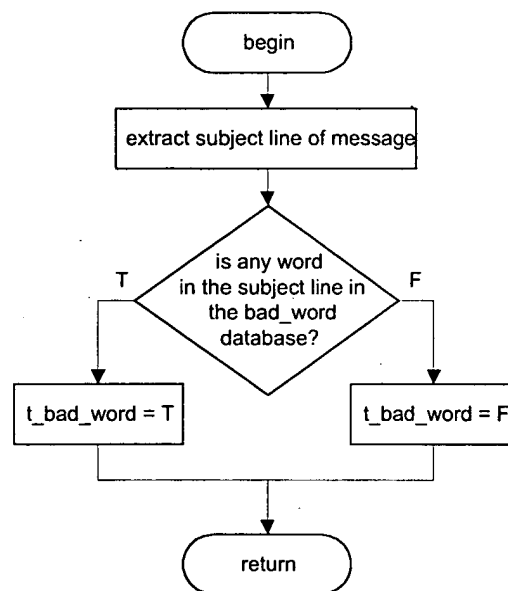 begin
extract subject line of message
is any word
in the subject line in
the bad_word
database?
T
F
t_bad_word = T
t_bad_word = F
return